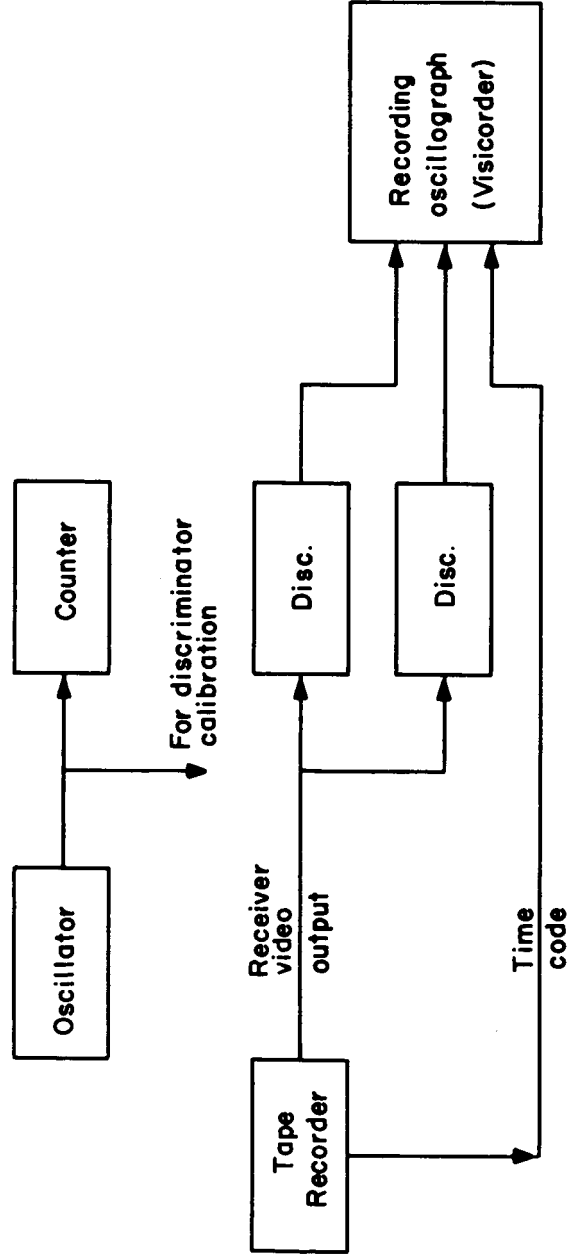 Oscillator
Counter
For discriminator
calibration
Tape
Recorder
Receiver
video
output
Disc.
Disc.
Time
code
Recording
oscillograph
(Visicorder)